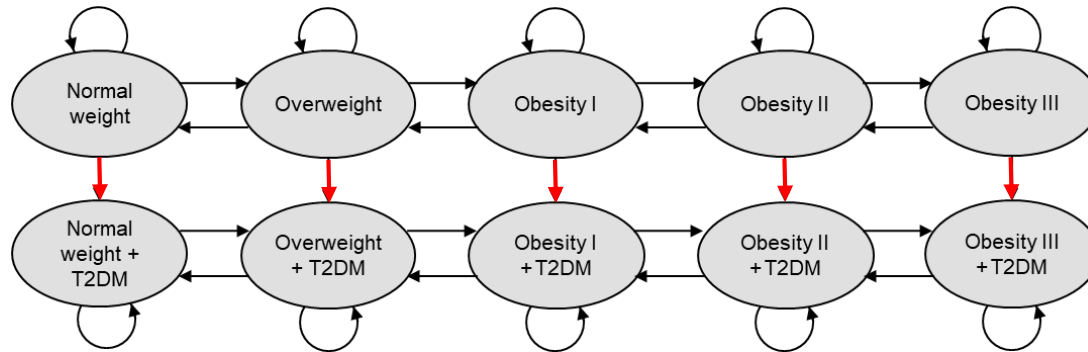 Normal
weight
Overweight
Obesity I
Obesity II
Obesity III
Normal
weight +
T2DM
Overweight
+ T2DM
Obesity I
+ T2DM
Obesity II
+ T2DM
Obesity III
+ T2DM